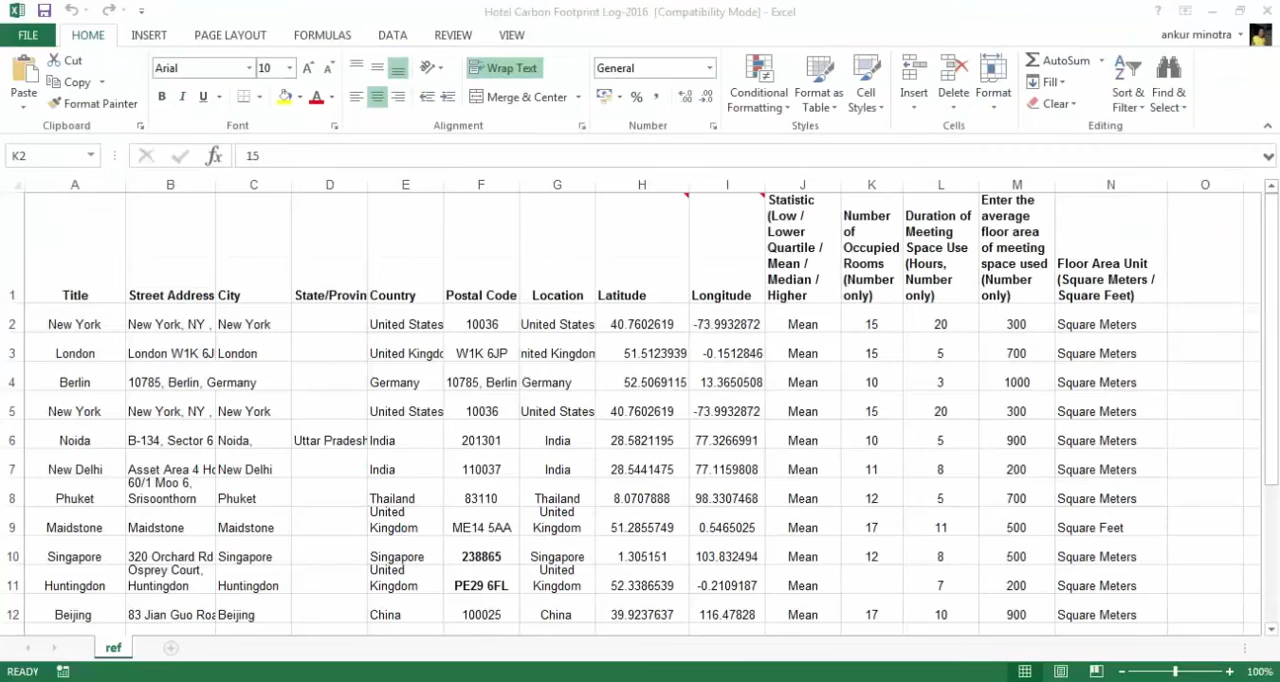 Hotel Carbon Footprint Log-2016 [Compatibility Mode] - Excel
FILE HOME INSERT PAGE LAYOUT FORMULAS DATA REVIEW VIEW ankur minotra
Paste Cut Copy Format Painter Clipboard
Arial 10 B I U Font
Wrap Text Merge & Center Alignment
General % Number
Conditional Formatting Format as Table Cell Styles Styles
Insert Delete Format Cells
AutoSum Fill Clear Sort & Filter Find & Select Editing
K2 fx 15
A B C D E F G H I J K L M N O
1 Title Street Address City State/Provin Country Postal Code Location Latitude Longitude Statistic (Low / Lower Quartile / Mean / Median / Higher Number of Occupied Rooms (Number only) Duration of Meeting Space Use (Hours, Number only) Enter the average floor area of meeting space used (Number only) Floor Area Unit (Square Meters / Square Feet)
2 New York New York, NY , New York United States 10036 United States 40.7602619 -73.9932872 Mean 15 20 300 Square Meters
3 London London W1K 6J London United Kingdo W1K 6JP nited Kingdom 51.5123939 -0.1512846 Mean 15 5 700 Square Meters
4 Berlin 10785, Berlin, Germany Germany 10785, Berlin Germany 52.5069115 13.3650508 Mean 10 3 1000 Square Meters
5 New York New York, NY , New York United States 10036 United States 40.7602619 -73.9932872 Mean 15 20 300 Square Meters
6 Noida B-134, Sector 6 Noida, Uttar Pradesh India 201301 India 28.5821195 77.3266991 Mean 10 5 900 Square Meters
7 New Delhi Asset Area 4 Ho New Delhi India 110037 India 28.5441475 77.1159808 Mean 11 8 200 Square Meters
8 Phuket 60/1 Moo 6, Srisoonthorn Phuket Thailand 83110 Thailand 8.0707888 98.3307468 Mean 12 5 700 Square Meters
9 Maidstone Maidstone Maidstone United Kingdom ME14 5AA United Kingdom 51.2855749 0.5465025 Mean 17 11 500 Square Feet
10 Singapore 320 Orchard Rd Singapore Singapore 238865 Singapore 1.305151 103.832494 Mean 12 8 500 Square Meters
11 Huntingdon Osprey Court, Huntingdon Huntingdon United Kingdom PE29 6FL United Kingdom 52.3386539 -0.2109187 Mean 7 200 Square Meters
12 Beijing 83 Jian Guo Roa Beijing China 100025 China 39.9237637 116.47828 Mean 17 10 900 Square Meters
ref
READY 100%